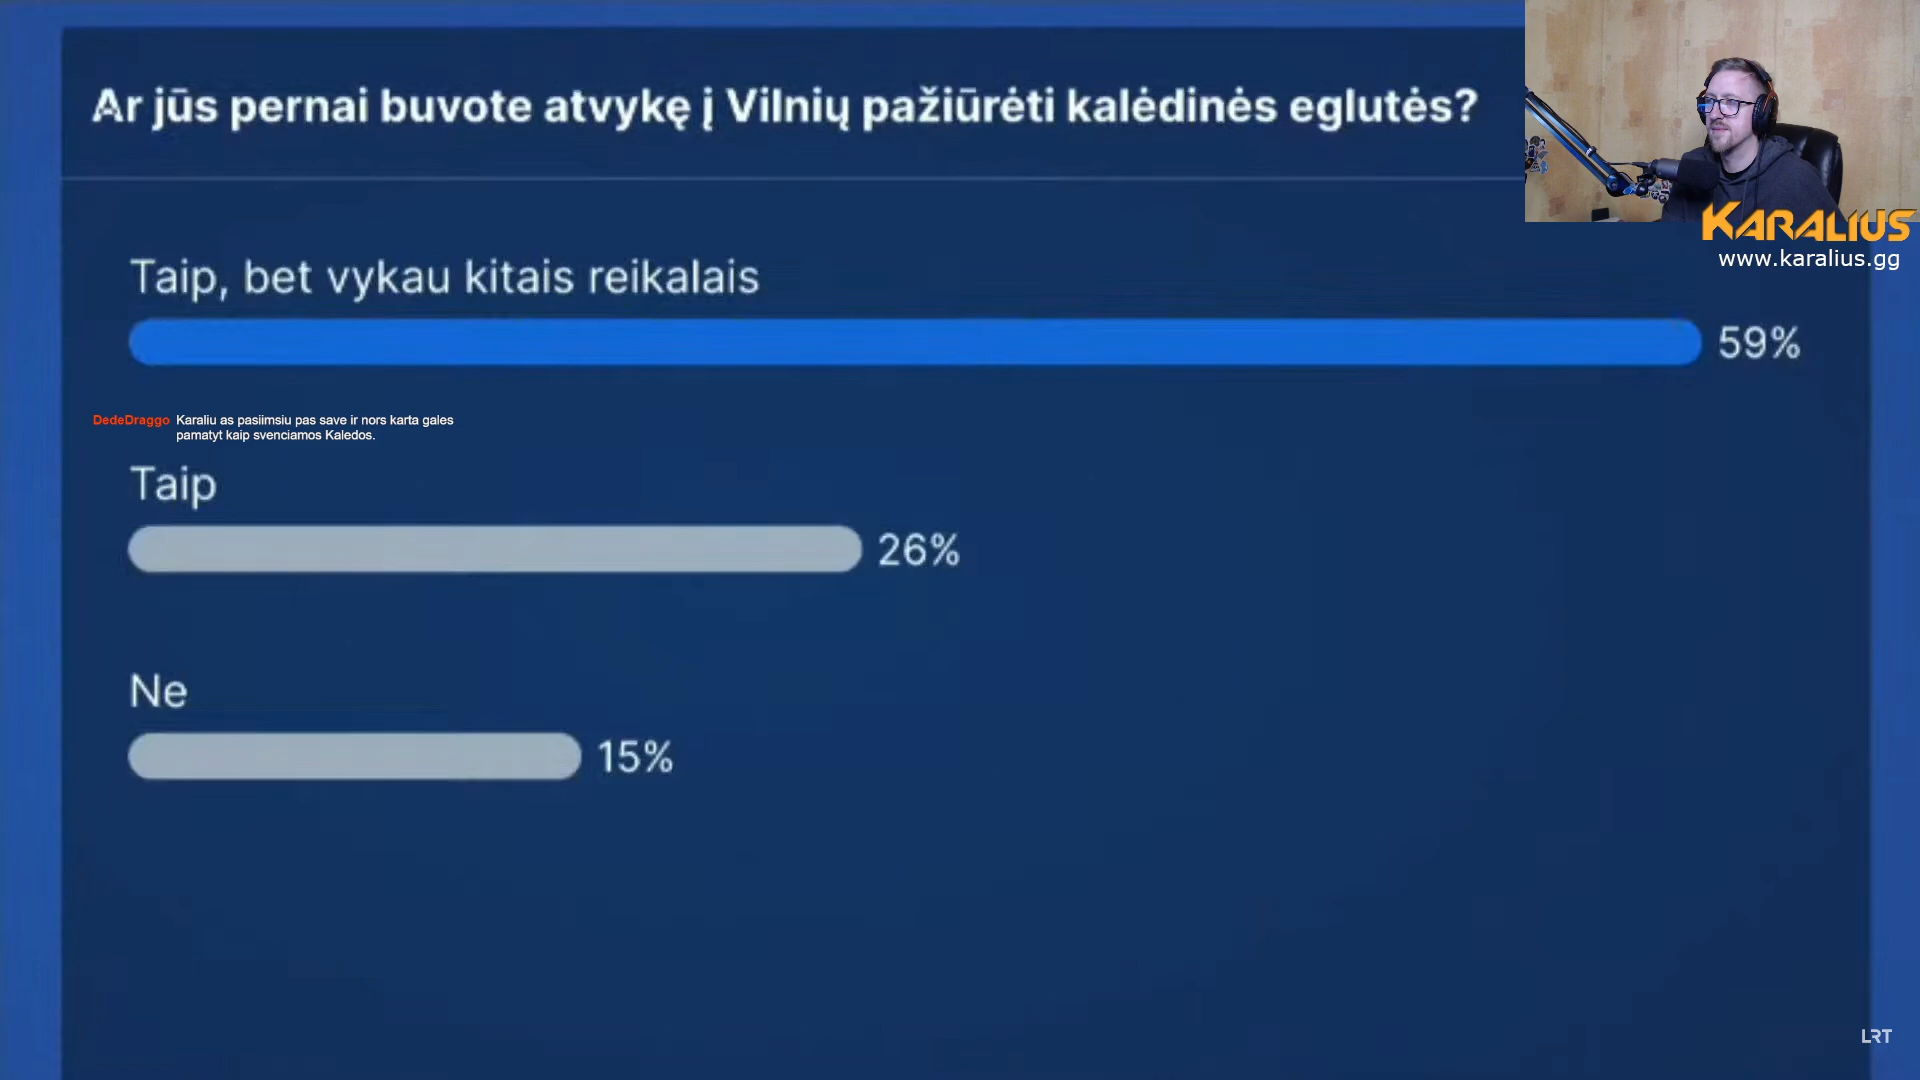 Ar jūs pernai buvote atvykę į Vilnių pažiūrėti kalėdinės eglutės?
KARALIUS
www.karalius.gg
Taip, bet vykau kitais reikalais
59%
DedeDraggo Karaliu as pasiimsiu pas save ir nors karta gales
pamatyt kaip svenciamos Kaledos.
Taip
26%
Ne
15%
LRT